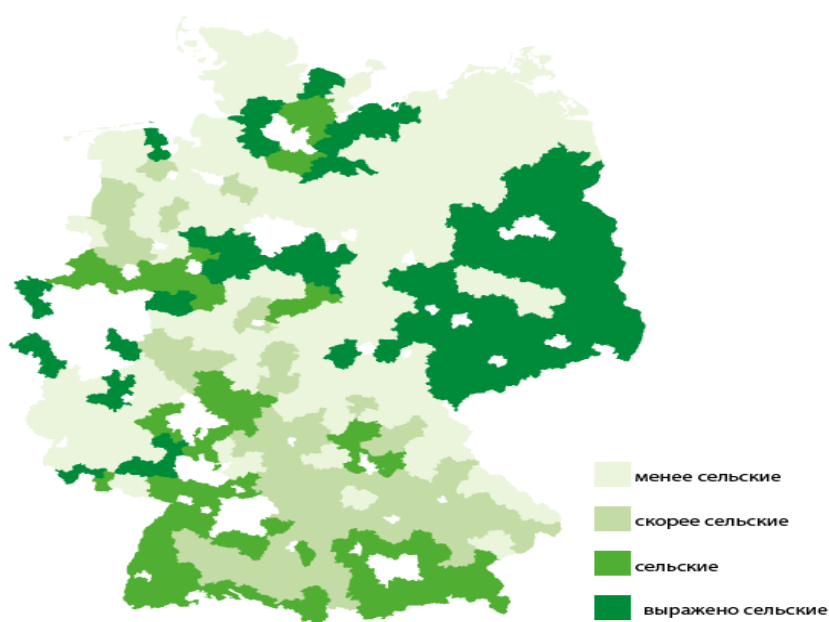 менее сельские
скорее сельские
сельские
выражено сельские